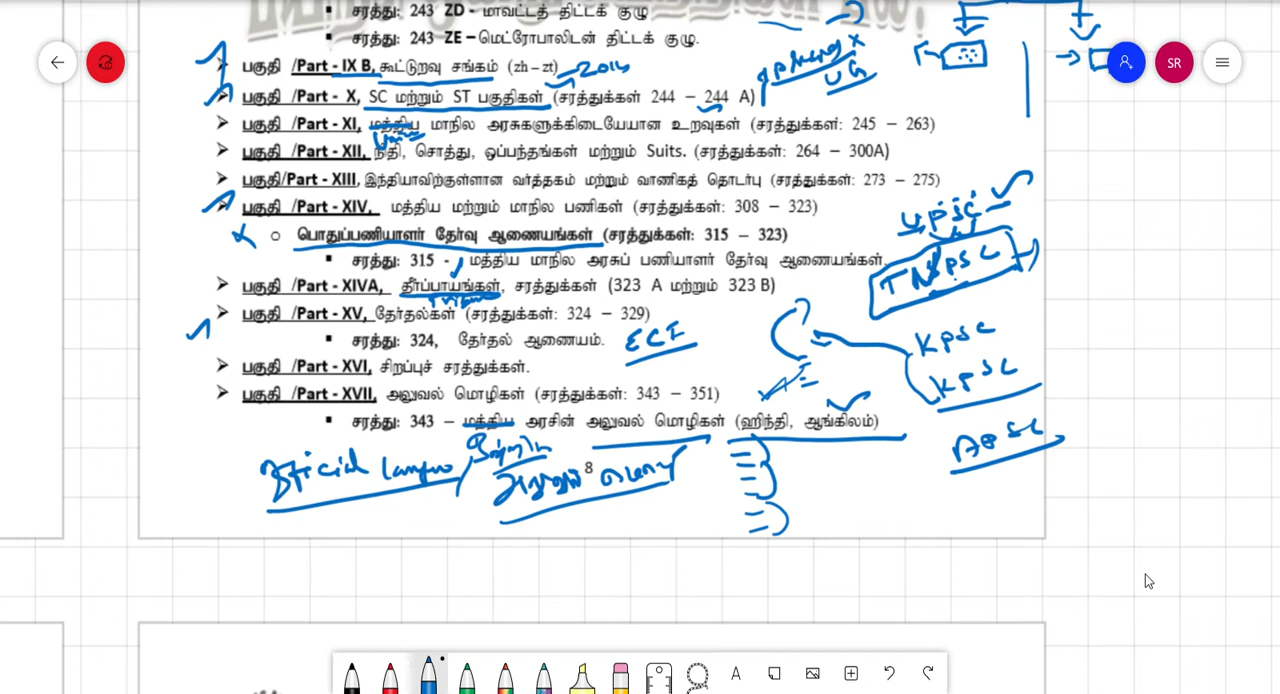 ▪ சரத்து: 243 ZD - மாவட்டத் திட்டக் குழு
▪ சரத்து: 243 ZE – மெட்ரோபாலிடன் திட்டக் குழு.
➢ பகுதி /Part - IX B, கூட்டுறவு சங்கம் (zh – zt)
➢ பகுதி /Part - X, SC மற்றும் ST பகுதிகள் (சரத்துக்கள் 244 – 244 A)
➢ பகுதி /Part - XI, மத்திய மாநில அரசுகளுக்கிடையேயான உறவுகள் (சரத்துக்கள்: 245 – 263)
➢ பகுதி /Part - XII, நிதி, சொத்து, ஒப்பந்தங்கள் மற்றும் Suits. (சரத்துக்கள்: 264 – 300A)
➢ பகுதி/Part - XIII, இந்தியாவிற்குள்ளான வர்த்தகம் மற்றும் வாணிகத் தொடர்பு (சரத்துக்கள்: 273 – 275)
➢ பகுதி /Part - XIV, மத்திய மற்றும் மாநில பணிகள் (சரத்துக்கள்: 308 – 323)
UPSC
o பொதுப்பணியாளர் தேர்வு ஆணையங்கள் (சரத்துக்கள்: 315 – 323)
▪ சரத்து: 315 - மத்திய மாநில அரசுப் பணியாளர் தேர்வு ஆணையங்கள்.
TNPSC
➢ பகுதி /Part - XIVA, தீர்ப்பாயங்கள், சரத்துக்கள் (323 A மற்றும் 323 B)
➢ பகுதி /Part - XV, தேர்தல்கள் (சரத்துக்கள்: 324 – 329)
▪ சரத்து: 324, தேர்தல் ஆணையம். ECI
KPSC
➢ பகுதி /Part - XVI, சிறப்புச் சரத்துக்கள்.
KPSC
➢ பகுதி /Part - XVII, அலுவல் மொழிகள் (சரத்துக்கள்: 343 – 351)
▪ சரத்து: 343 – மத்திய அரசின் அலுவல் மொழிகள் (ஹிந்தி, ஆங்கிலம்)
APSC
8
SR
A